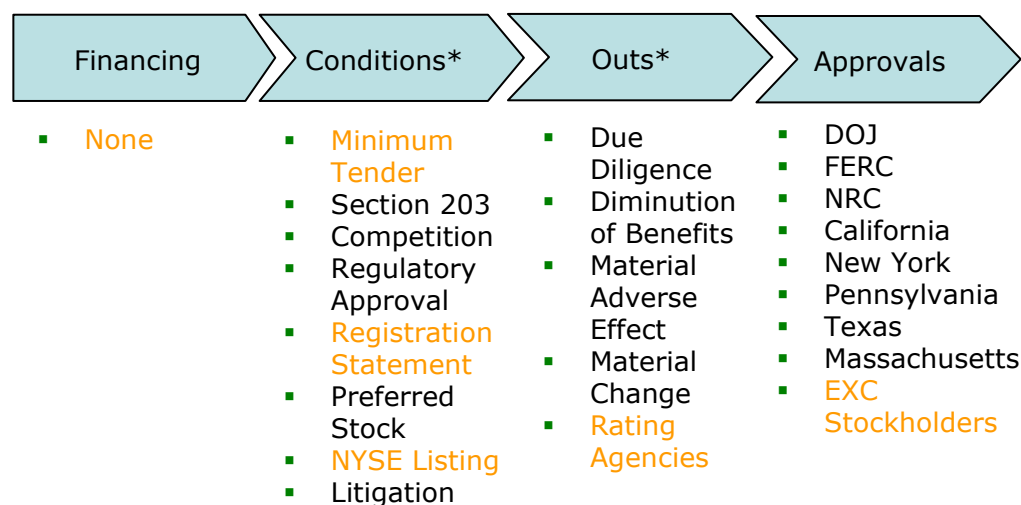 Financing
Conditions*
Outs*
Approvals
▪ None
▪ Minimum
Tender
▪ Section 203
▪ Competition
▪ Regulatory
Approval
▪ Registration
Statement
▪ Preferred
Stock
▪ NYSE Listing
▪ Litigation
▪ Due
Diligence
▪ Diminution
of Benefits
▪ Material
Adverse
Effect
▪ Material
Change
▪ Rating
Agencies
▪ DOJ
▪ FERC
▪ NRC
▪ California
▪ New York
▪ Pennsylvania
▪ Texas
▪ Massachusetts
▪ EXC
Stockholders